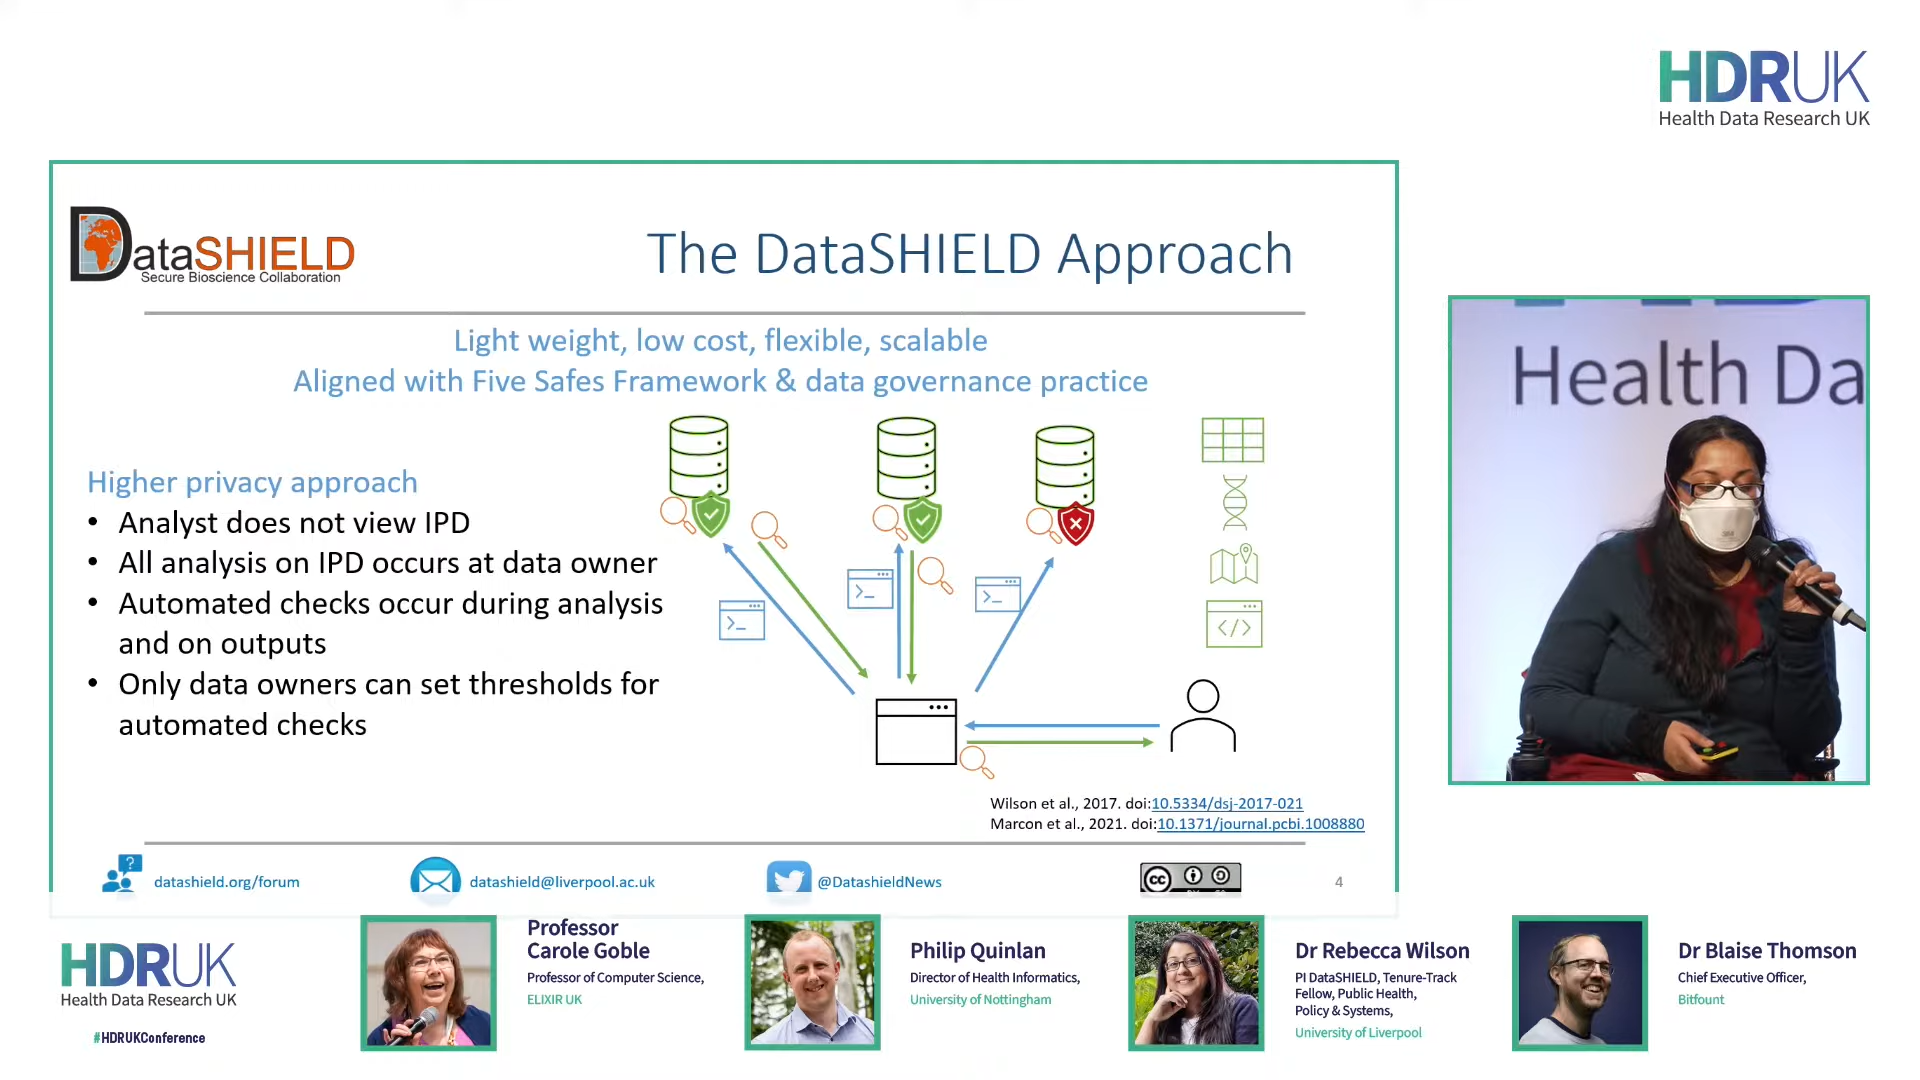 HDRUK
Health Data Research UK
DataSHIELD
Secure Bioscience Collaboration
The DataSHIELD Approach
Light weight, low cost, flexible, scalable
Aligned with Five Safes Framework & data governance practice
Higher privacy approach
• Analyst does not view IPD
• All analysis on IPD occurs at data owner
• Automated checks occur during analysis
and on outputs
• Only data owners can set thresholds for
automated checks
Wilson et al., 2017. doi:10.5334/dsj-2017-021
Marcon et al., 2021. doi:10.1371/journal.pcbi.1008880
datashield.org/forum
datashield@liverpool.ac.uk
@DatashieldNews
cc
4
Health Da
HDRUK
Health Data Research UK
#HDRUKConference
Professor
Carole Goble
Professor of Computer Science,
ELIXIR UK
Philip Quinlan
Director of Health Informatics,
University of Nottingham
Dr Rebecca Wilson
PI DataSHIELD, Tenure-Track
Fellow, Public Health,
Policy & Systems,
University of Liverpool
Dr Blaise Thomson
Chief Executive Officer,
Bitfount